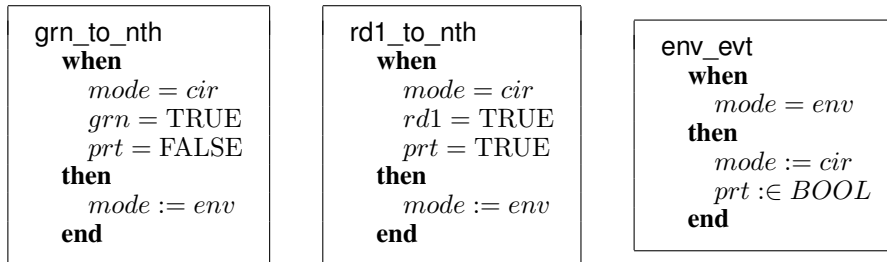 grn_to_nth
when
mode = cir
grn = TRUE
prt = FALSE
then
mode := env
end
rd1_to_nth
when
mode = cir
rd1 = TRUE
prt = TRUE
then
mode := env
end
env_evt
when
mode = env
then
mode := cir
prt :∈ BOOL
end